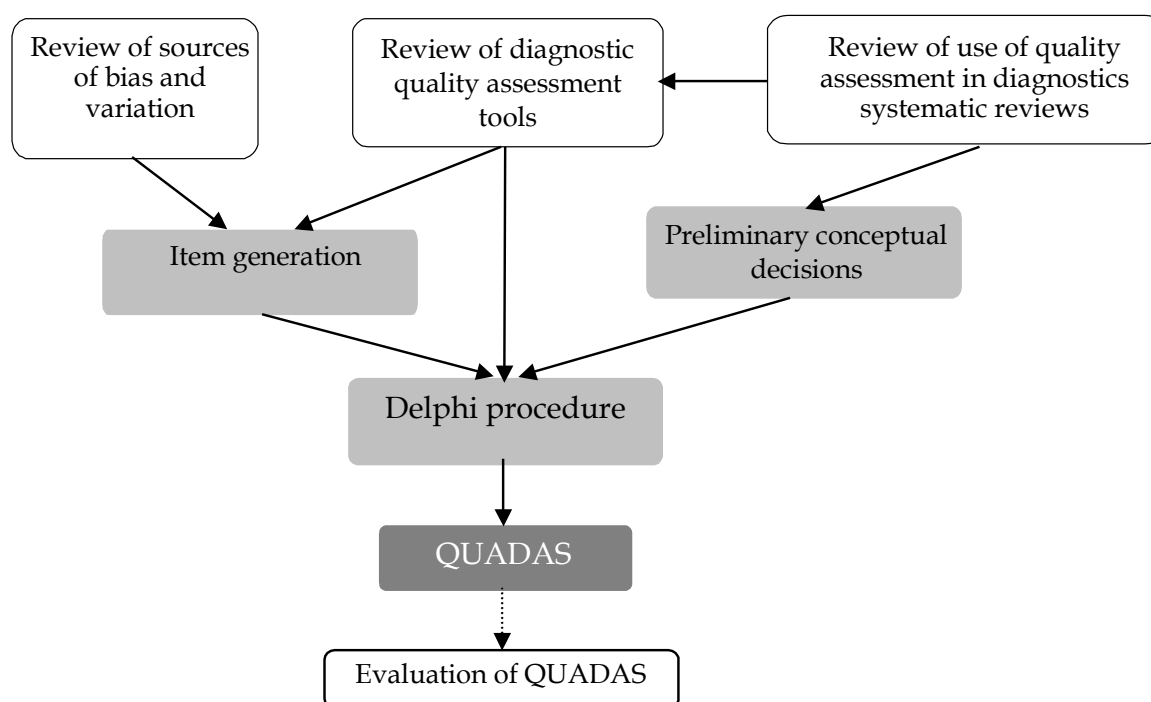 Review of sources
of bias and
variation
Review of diagnostic
quality assessment
tools
Review of use of quality
assessment in diagnostics
systematic reviews
Item generation
Preliminary conceptual
decisions
Delphi procedure
QUADAS
Evaluation of QUADAS